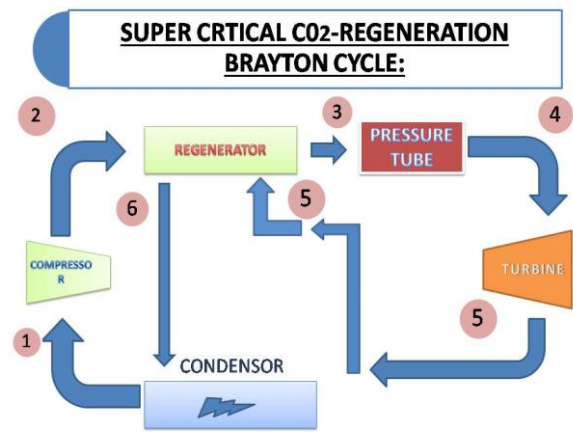 SUPER CRTICAL C02-REGENERATION
BRAYTON CYCLE:
2
3
4
REGENERATOR
PRESSURE
TUBE
6
5
COMPRESSO
R
TURBINE
5
1
CONDENSOR